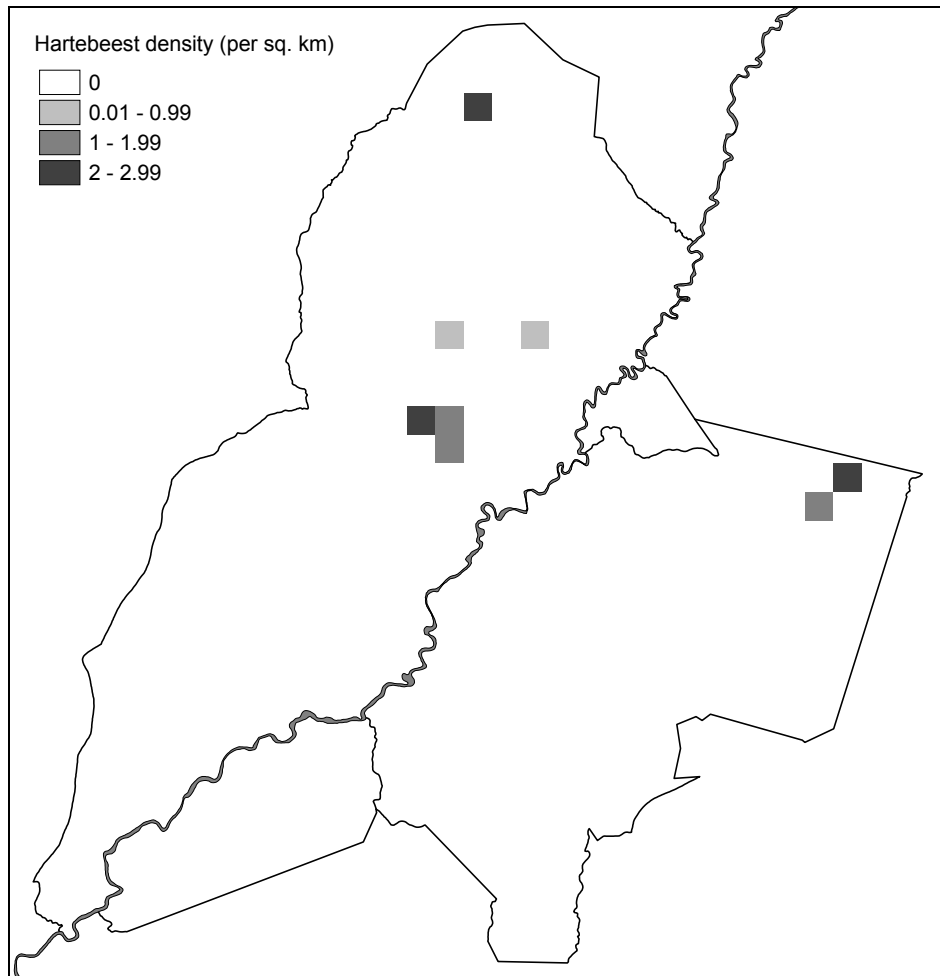 Hartebeest density (per sq. km)
0
0.01 - 0.99
1 - 1.99
2 - 2.99